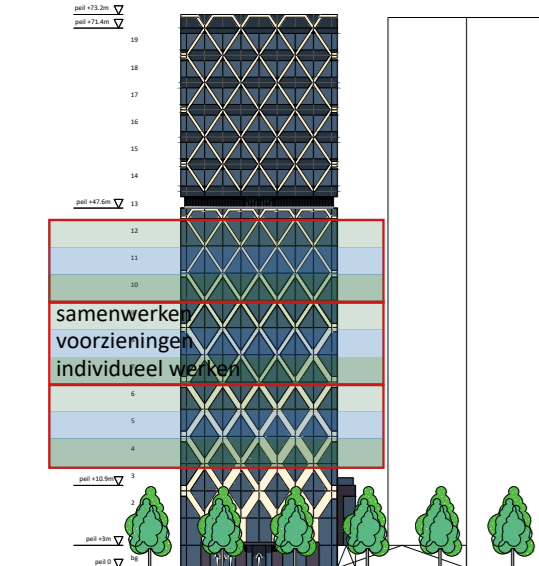 peil +73.2m
peil +71.4m
19
18
17
16
15
14
peil +47.6m
13
12
11
10
samenwerken
voorzieningen
individueel werken
6
5
4
peil +10.9m
3
2
peil +3m
bg
peil 0